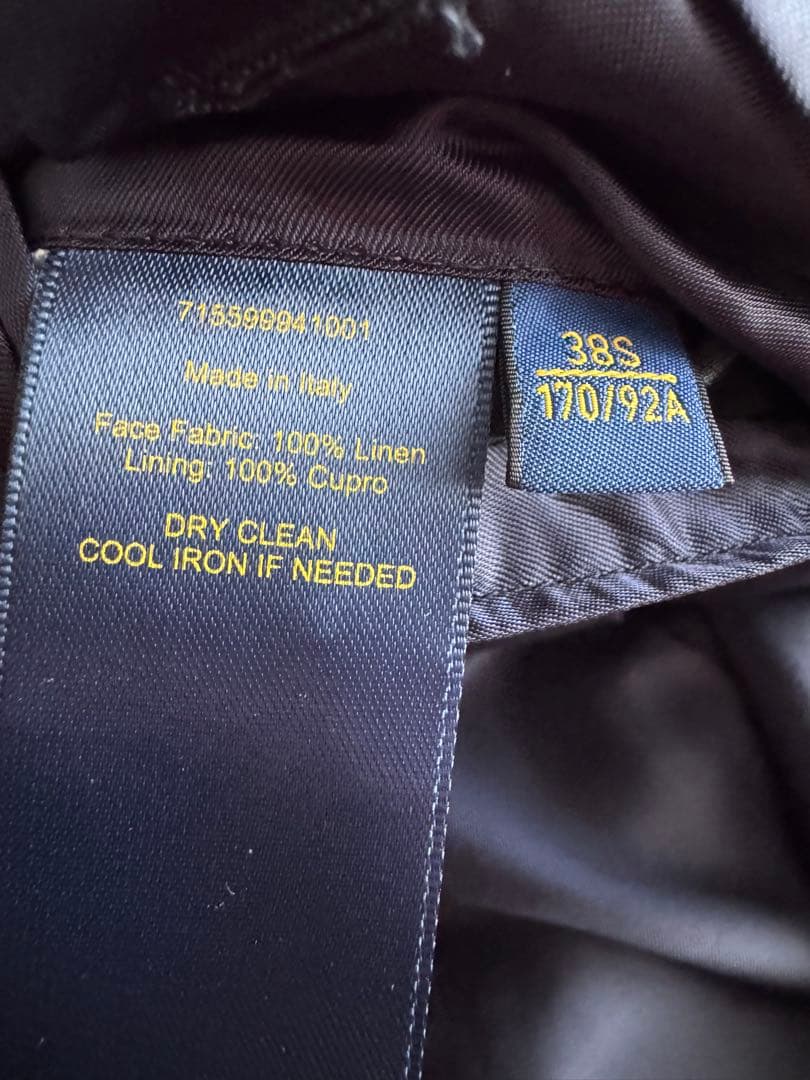 715599941001
Made in Italy
Face Fabric: 100% Linen
Lining: 100% Cupro
DRY CLEAN
COOL IRON IF NEEDED
38S
170/92A